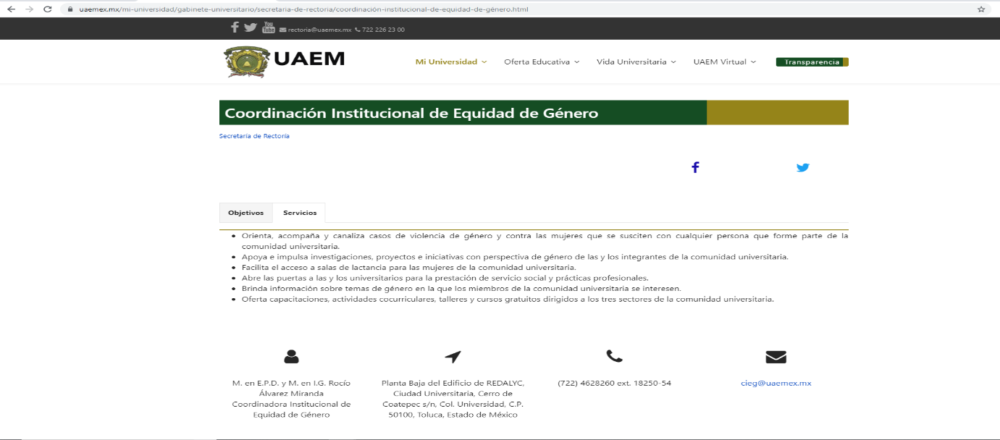 uaemex.mx/mi-universidad/gabinete-universitario/secretaria-de-rectoria/coordinación-institucional-de-equidad-de-género.html
You
Tube
rectoria@uaemex.mx 722 226 23 00
UAEM
Mi Universidad
Oferta Educativa
Vida Universitaria
UAEM Virtual
Transparencia
Coordinación Institucional de Equidad de Género
Secretaría de Rectoría
Objetivos
Servicios
Orienta, acompaña y canaliza casos de violencia de género y contra las mujeres que se susciten con cualquier persona que forme parte de la
comunidad universitaria.
Apoya e impulsa investigaciones, proyectos e iniciativas con perspectiva de género de las y los integrantes de la comunidad universitaria.
Facilita el acceso a salas de lactancia para las mujeres de la comunidad universitaria.
Abre las puertas a las y los universitarios para la prestación de servicio social y prácticas profesionales.
Brinda información sobre temas de género en la que los miembros de la comunidad universitaria se interesen.
Oferta capacitaciones, actividades cocurriculares, talleres y cursos gratuitos dirigidos a los tres sectores de la comunidad universitaria.
M. en E.P.D. y M. en I.G. Rocío
Álvarez Miranda
Coordinadora Institucional de
Equidad de Género
Planta Baja del Edificio de REDALYC,
Ciudad Universitaria, Cerro de
Coatepec s/n, Col. Universidad, C.P.
50100, Toluca, Estado de México
(722) 4628260 ext. 18250-54
cieg@uaemex.mx